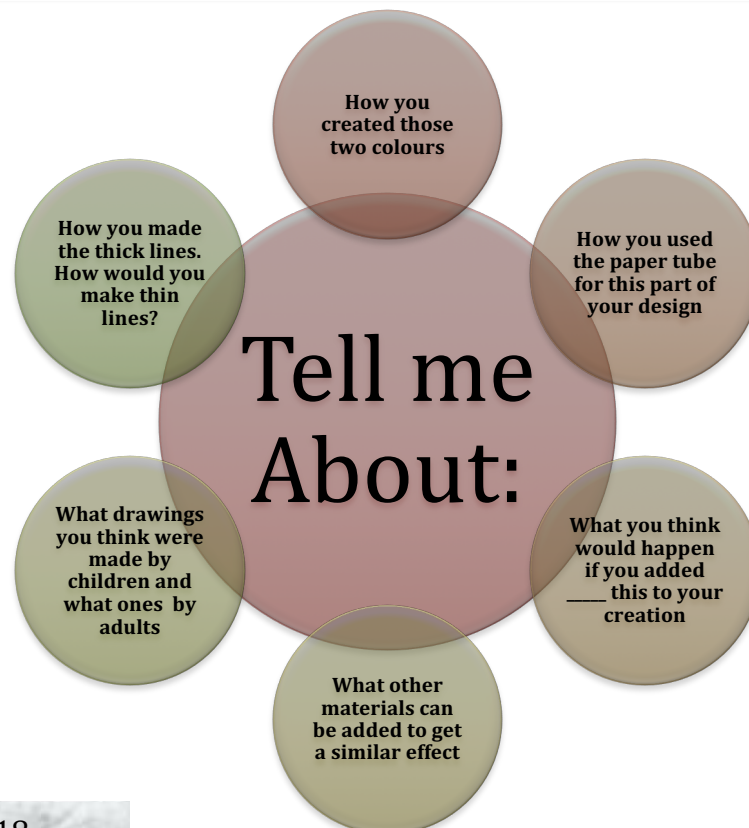 How you
created those
two colours
How you used
the paper tube
for this part of
your design
What you think
would happen
if you added
_____ this to your
creation
What other
materials can
be added to get
a similar effect
What drawings
you think were
made by
children and
what ones by
adults
How you made
the thick lines.
How would you
make thin
lines?
Tell me
About: